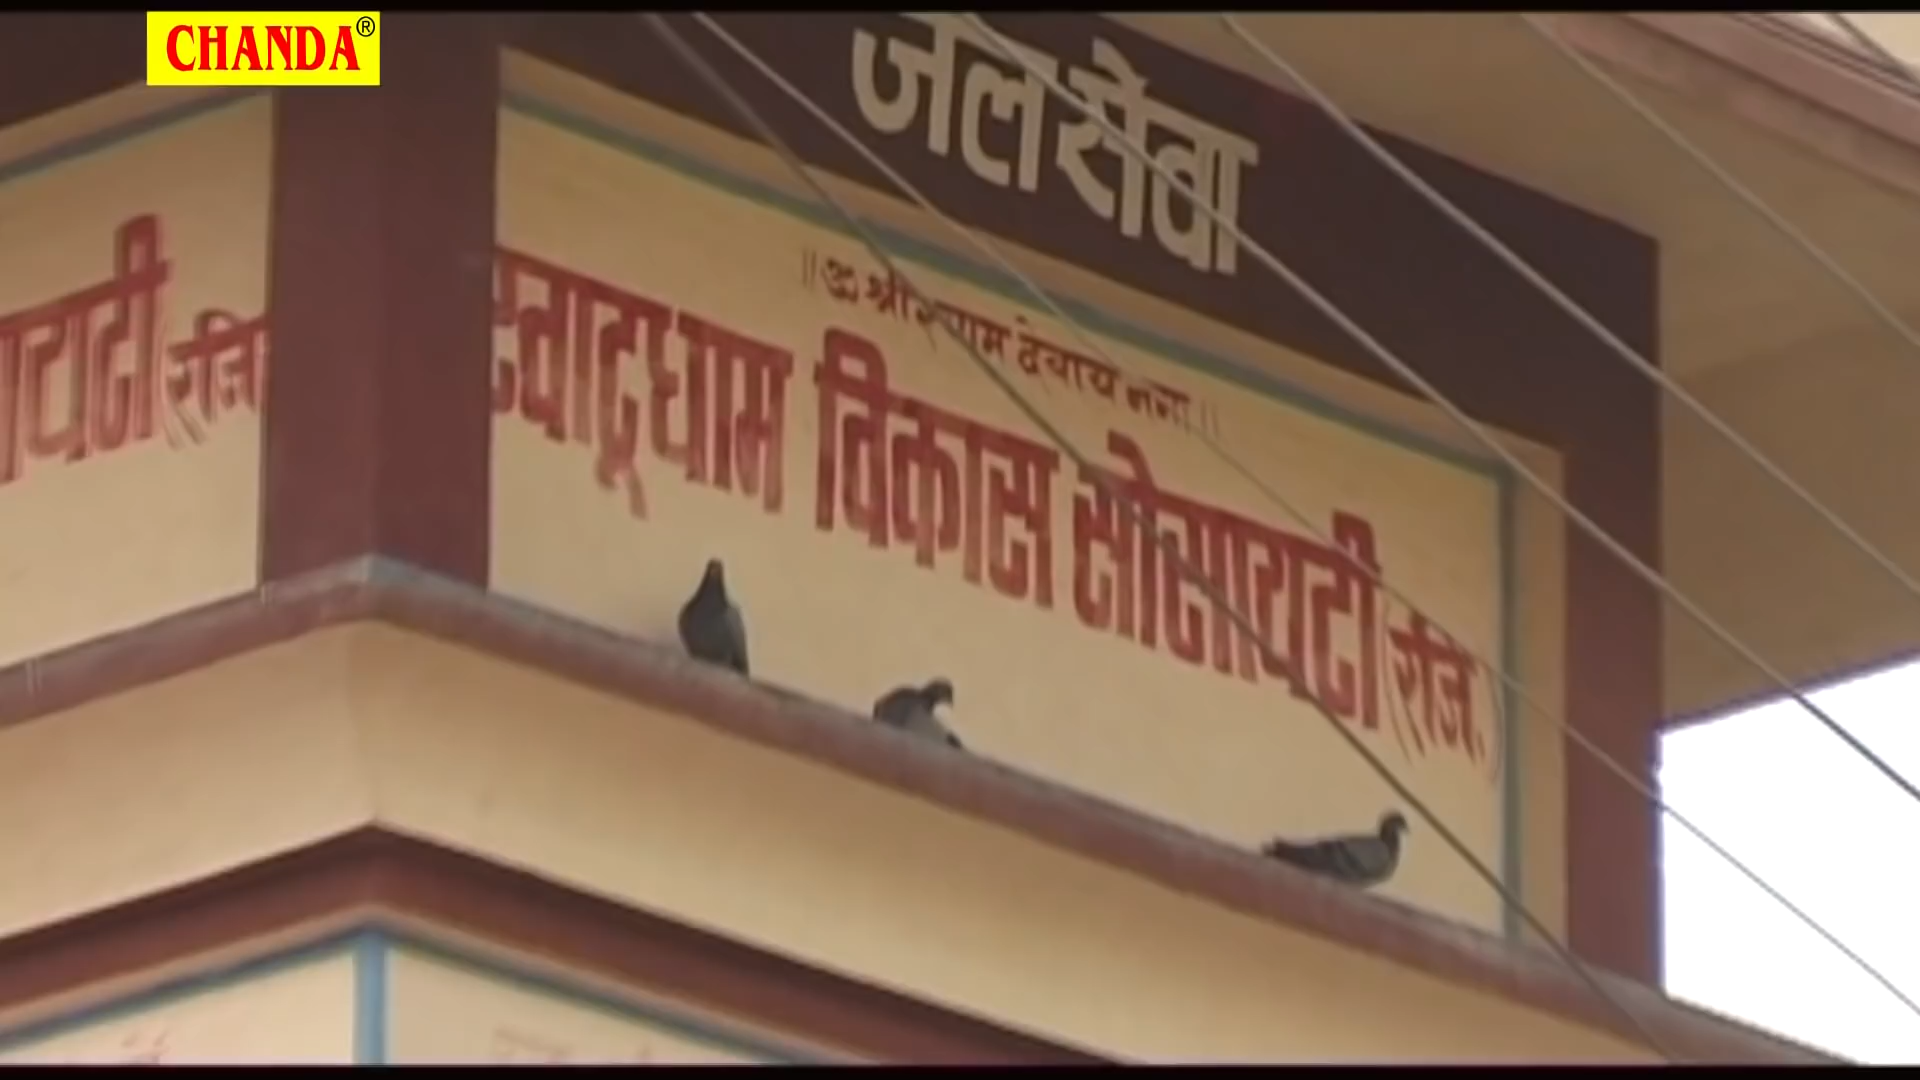 CHANDA®
जल सेवा
॥ ॐ श्री श्याम देवाय नमः ॥
खाटूधाम विकास सोसायटी (रजि.)
ायटी (रजि